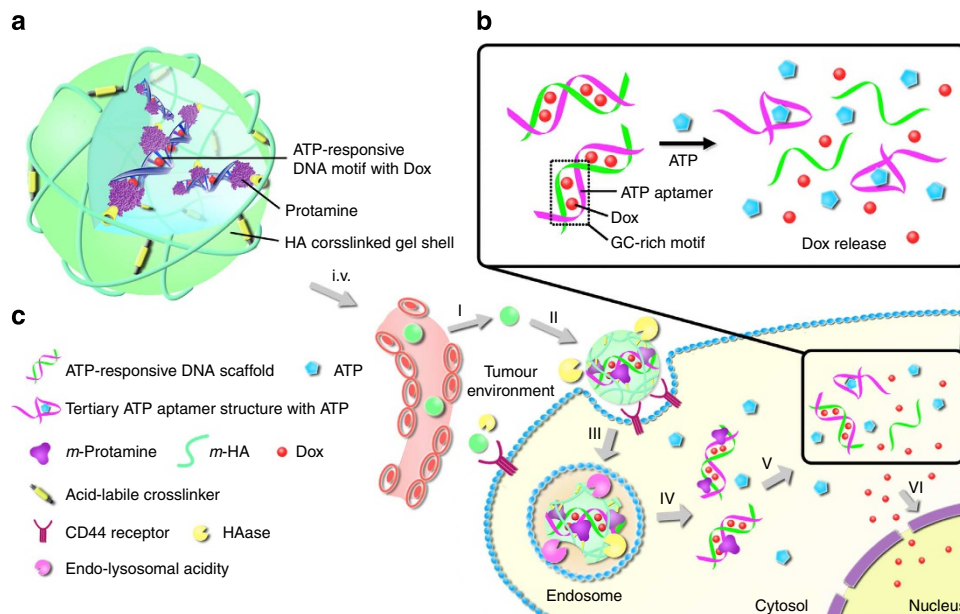 a
ATP-responsive
DNA motif with Dox
Protamine
HA corsslinked gel shell
i.v.
b
ATP
ATP aptamer
Dox
GC-rich motif
Dox release
c
ATP-responsive DNA scaffold
ATP
Tertiary ATP aptamer structure with ATP
m-Protamine
m-HA
Dox
Acid-labile crosslinker
CD44 receptor
HAase
Endo-lysosomal acidity
I
II
Tumour
environment
III
IV
V
VI
Endosome
Cytosol
Nucleus